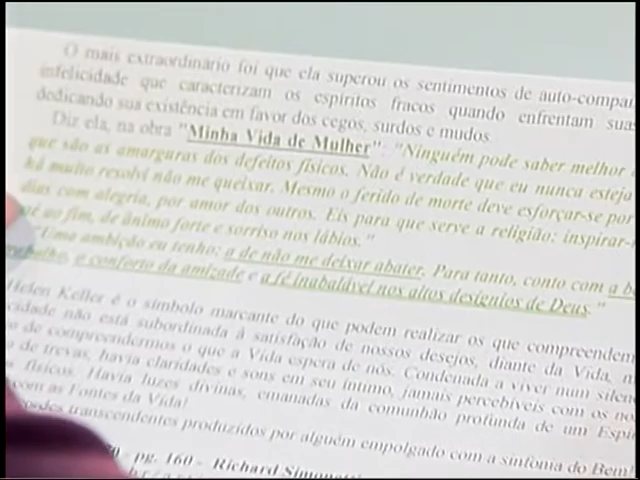 O mais extraordinário foi que ela superou os sentimentos de auto-compai
infelicidade que caracterizam os espíritos fracos quando enfrentam suas
dedicando sua existência em favor dos cegos, surdos e mudos.
Diz ela, na obra "Minha Vida de Mulher": "Ninguém pode saber melhor
que são as amarguras dos defeitos físicos. Não é verdade que eu nunca esteja
há muito resolvi não me queixar. Mesmo o ferido de morte deve esforçar-se por
dias com alegria, por amor dos outros. Eis para que serve a religião: inspirar-
até ao fim, de ânimo forte e sorriso nos lábios."
"Uma ambição eu tenho: a de não me deixar abater. Para tanto, conto com a b
trabalho, o conforto da amizade e a fé inabalável nos altos desígnios de Deus."
Helen Keller é o símbolo marcante do que podem realizar os que compreendem
cidade não está subordinada à satisfação de nossos desejos, diante da Vida, m
de compreendermos o que a Vida espera de nós. Condenada a viver num silên
a de trevas, havia claridades e sons em seu íntimo, jamais percebíveis com os no
físicos. Havia luzes divinas, emanadas da comunhão profunda de um Espí
com as Fontes da Vida!
transcendentes produzidos por alguém empolgado com a sinfonia do Bem!
- pg. 160 - Richard Simonetti